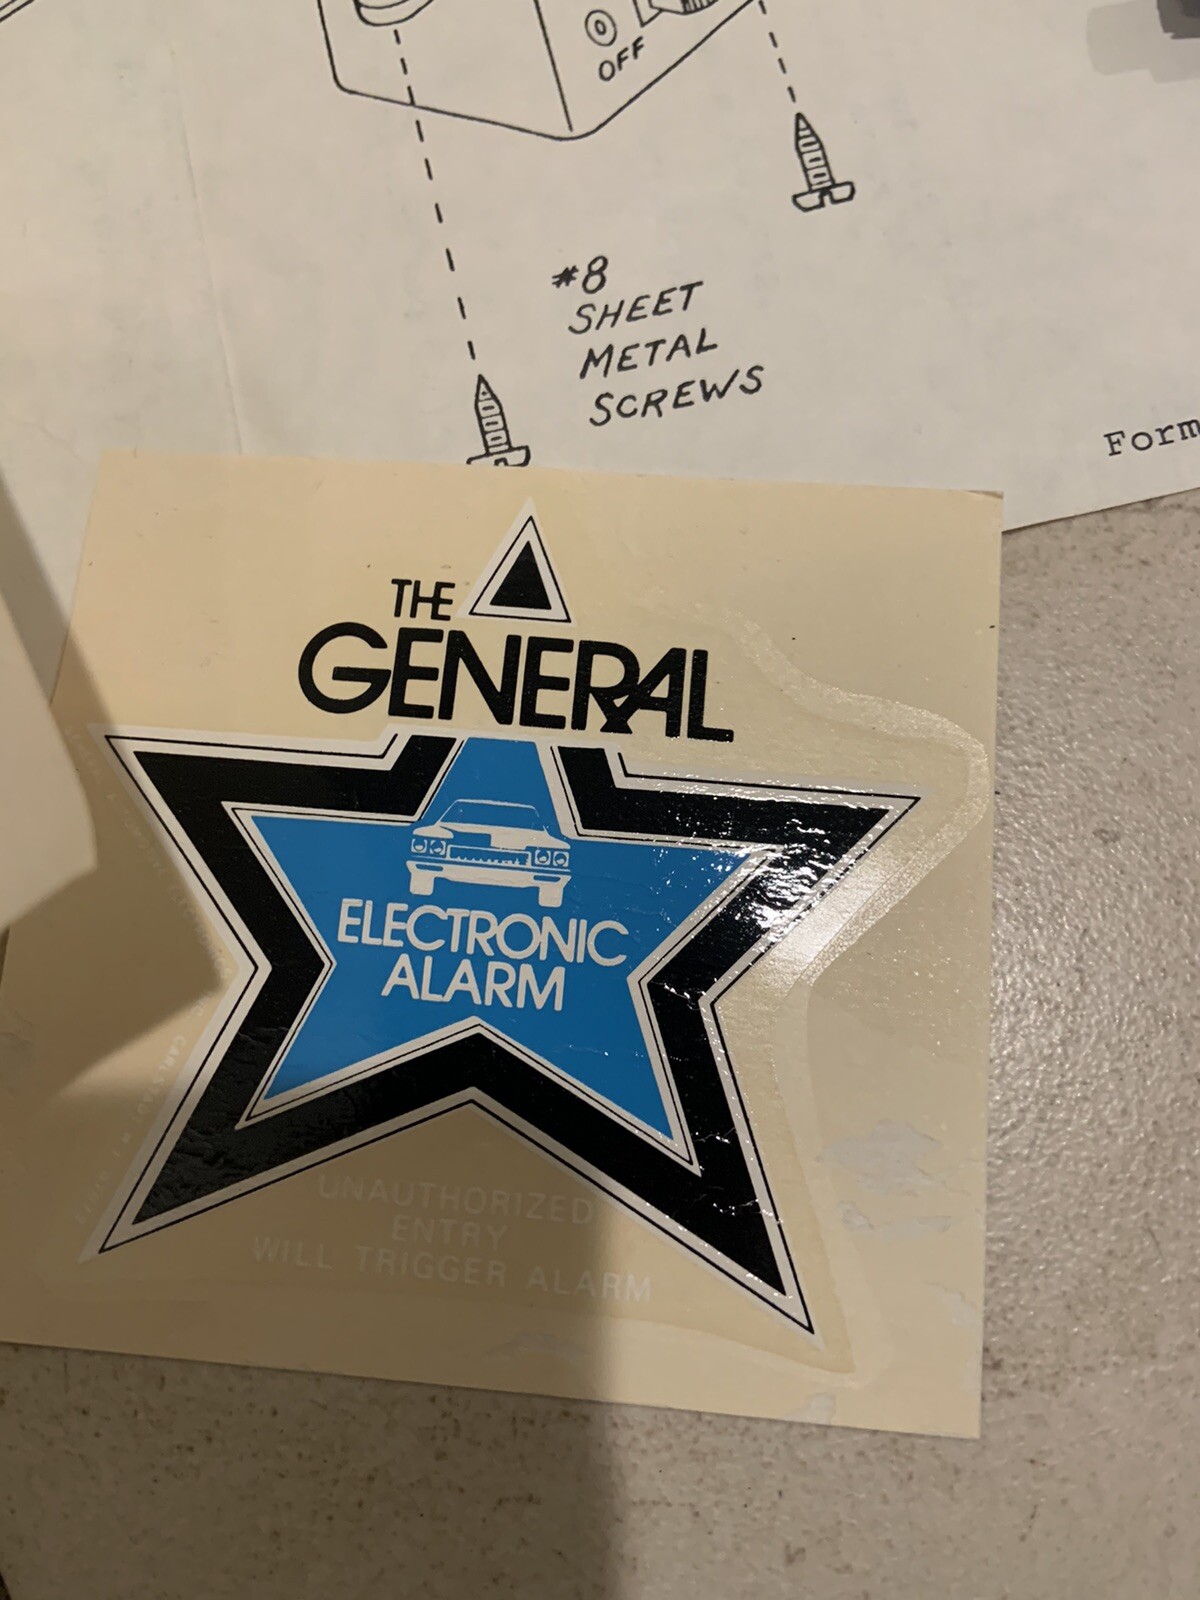 OFF
#8
SHEET
METAL
SCREWS
Form
THE
GENERAL
ELECTRONIC
ALARM
UNAUTHORIZED
ENTRY
WILL TRIGGER ALARM